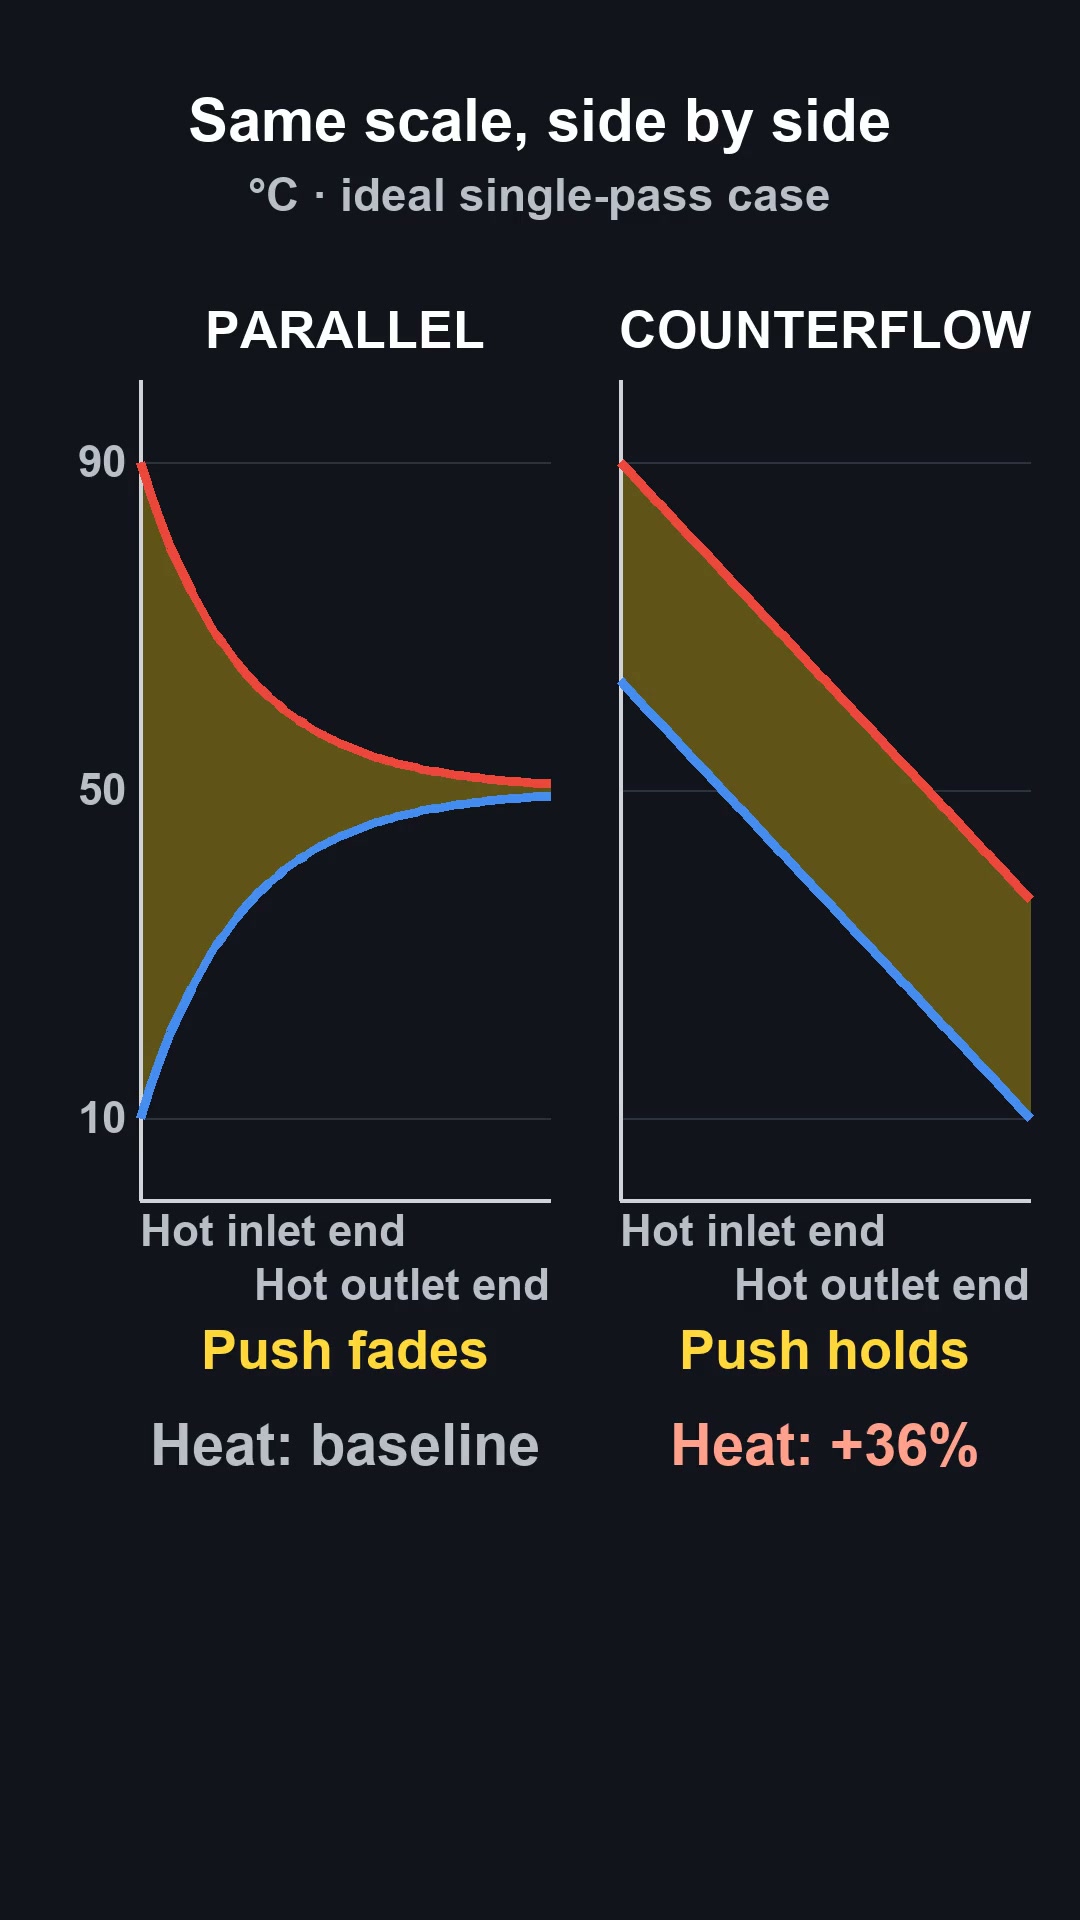 Same scale, side by side
°C · ideal single-pass case
PARALLEL
COUNTERFLOW
90
50
10
Hot inlet end
Hot outlet end
Hot inlet end
Hot outlet end
Push fades
Push holds
Heat: baseline
Heat: +36%